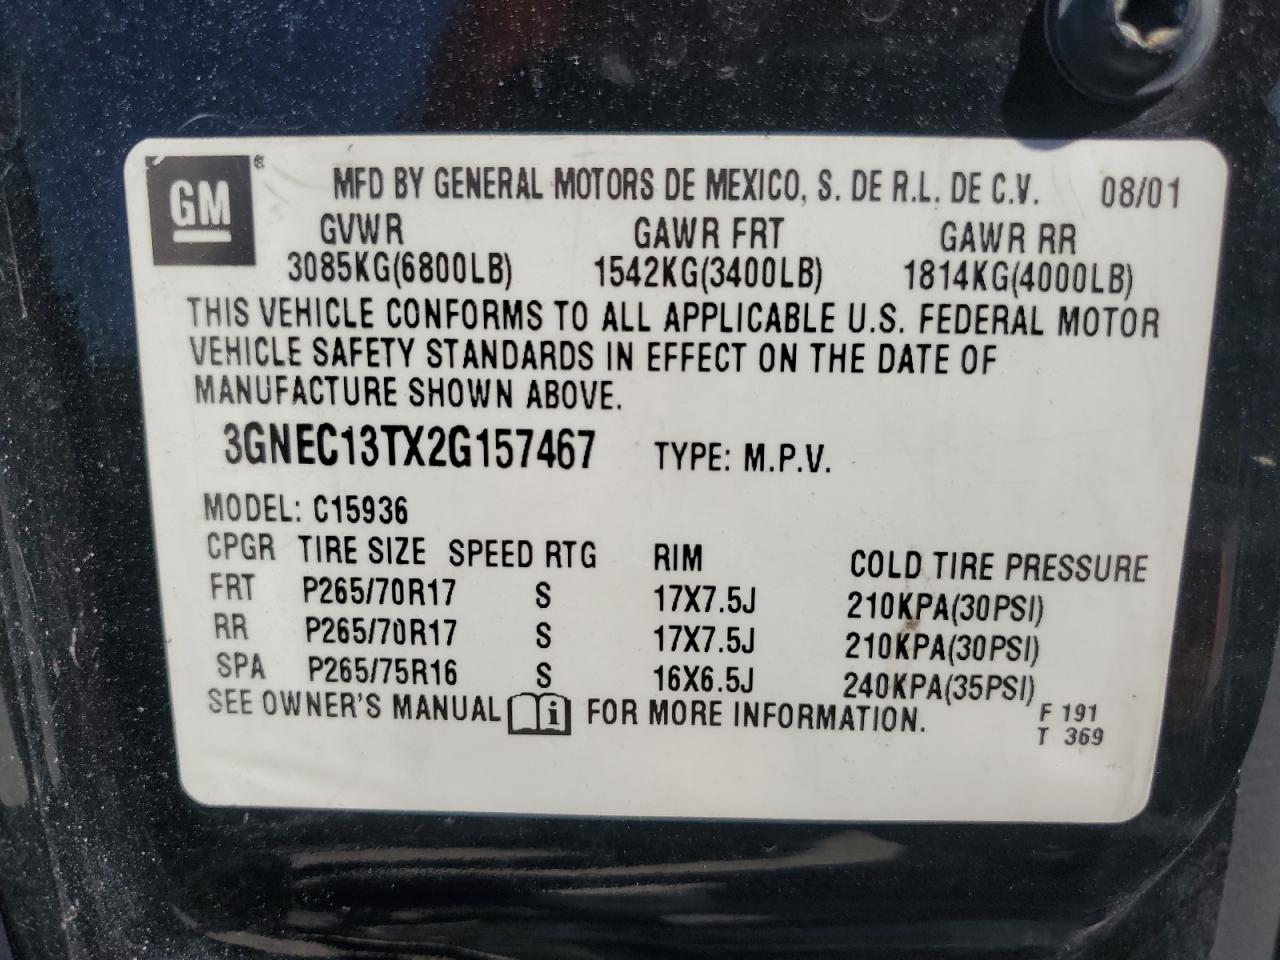 GM ® MFD BY GENERAL MOTORS DE MEXICO, S. DE R.L. DE C.V. 08/01
GVWR GAWR FRT GAWR RR
3085KG(6800LB) 1542KG(3400LB) 1814KG(4000LB)
THIS VEHICLE CONFORMS TO ALL APPLICABLE U.S. FEDERAL MOTOR
VEHICLE SAFETY STANDARDS IN EFFECT ON THE DATE OF
MANUFACTURE SHOWN ABOVE.
3GNEC13TX2G157467 TYPE: M.P.V.
MODEL: C15936
CPGR TIRE SIZE SPEED RTG RIM COLD TIRE PRESSURE
FRT P265/70R17 S 17X7.5J 210KPA(30PSI)
RR P265/70R17 S 17X7.5J 210KPA(30PSI)
SPA P265/75R16 S 16X6.5J 240KPA(35PSI)
SEE OWNER'S MANUAL i FOR MORE INFORMATION. F 191
T 369